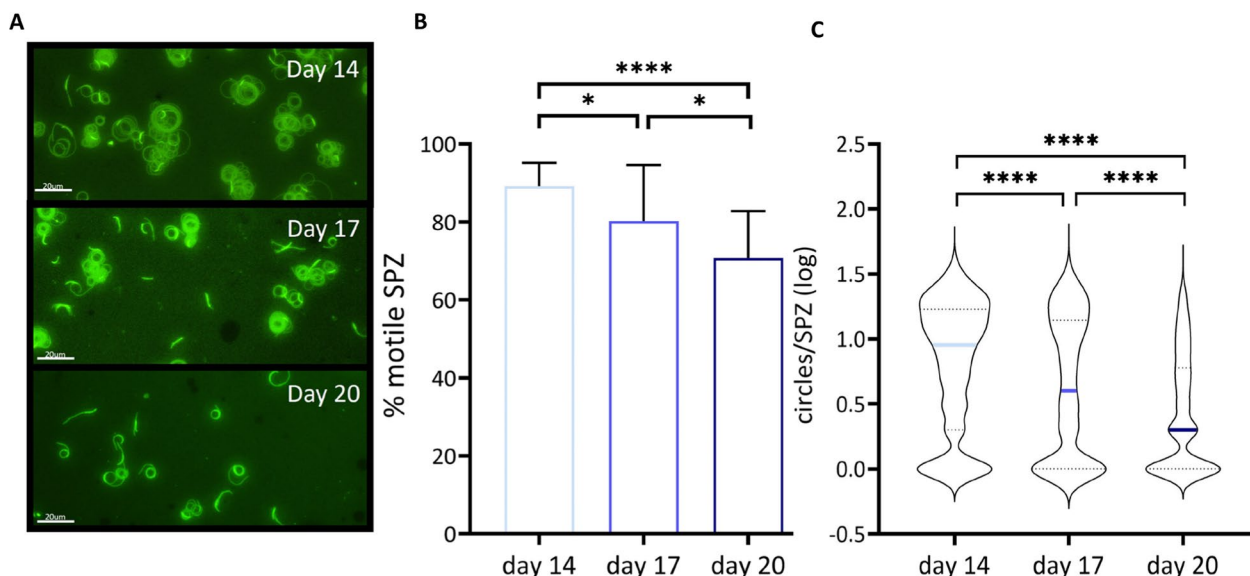 A
Day 14
20um
Day 17
20um
Day 20
20um
B
****
*
*
% motile SPZ
100
80
60
40
20
0
day 14
day 17
day 20
C
****
****
****
circles/SPZ (log)
2.5
2.0
1.5
1.0
0.5
0.0
-0.5
day 14
day 17
day 20